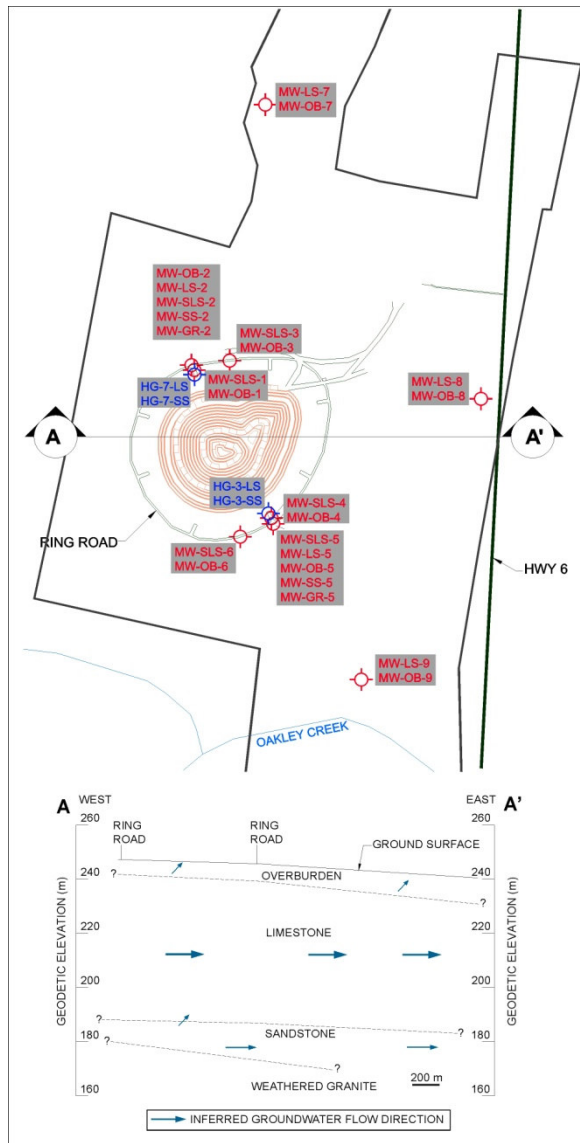 MW-LS-7
MW-OB-7
MW-OB-2
MW-LS-2
MW-SLS-2
MW-SS-2
MW-GR-2
MW-SLS-3
MW-OB-3
HG-7-LS
HG-7-SS
MW-SLS-1
MW-OB-1
MW-LS-8
MW-OB-8
A
A'
HG-3-LS
HG-3-SS
MW-SLS-4
MW-OB-4
RING ROAD
MW-SLS-6
MW-OB-6
MW-SLS-5
MW-LS-5
MW-OB-5
MW-SS-5
MW-GR-5
HWY 6
MW-LS-9
MW-OB-9
OAKLEY CREEK
A
WEST
EAST
A'
260
RING
ROAD
RING
ROAD
GROUND SURFACE
260
240
?
OVERBURDEN
240
?
220
LIMESTONE
220
GEODETIC ELEVATION (m)
GEODETIC ELEVATION (m)
200
200
?
SANDSTONE
?
180
?
180
?
WEATHERED GRANITE
200 m
160
160
INFERRED GROUNDWATER FLOW DIRECTION